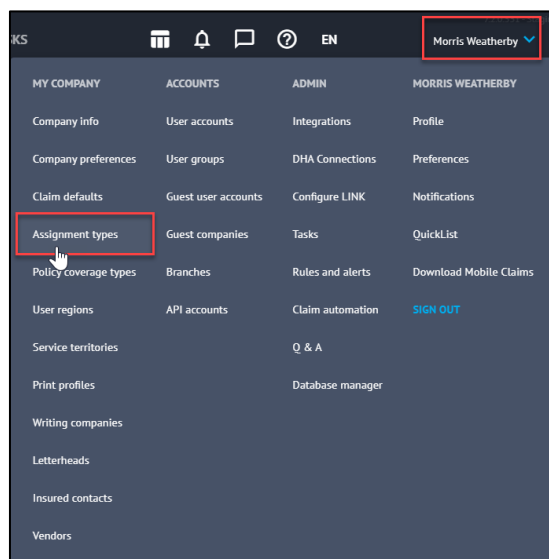 EN
Morris Weatherby
MY COMPANY
Company info
Company preferences
Claim defaults
Assignment types
Policy coverage types
User regions
Service territories
Print profiles
Writing companies
Letterheads
Insured contacts
Vendors
ACCOUNTS
User accounts
User groups
Guest user accounts
Guest companies
Branches
API accounts
ADMIN
Integrations
DHA Connections
Configure LINK
Tasks
Rules and alerts
Claim automation
Q & A
Database manager
MORRIS WEATHERBY
Profile
Preferences
Notifications
QuickList
Download Mobile Claims
SIGN OUT